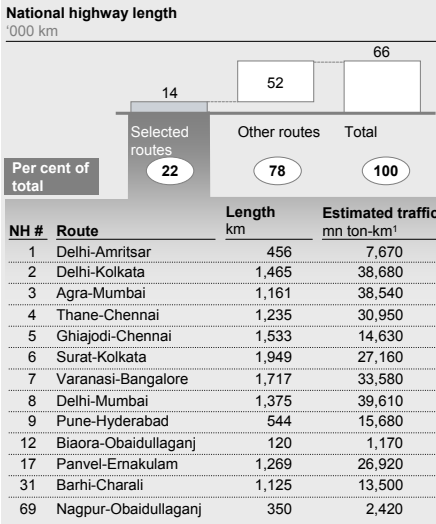 National highway length
‘000 km
66
52
14
Selected routes
Other routes
Total
Per cent of total
22
78
100
NH # Route Length km Estimated traffic mn ton-km¹
1 Delhi-Amritsar 456 7,670
2 Delhi-Kolkata 1,465 38,680
3 Agra-Mumbai 1,161 38,540
4 Thane-Chennai 1,235 30,950
5 Ghiajodi-Chennai 1,533 14,630
6 Surat-Kolkata 1,949 27,160
7 Varanasi-Bangalore 1,717 33,580
8 Delhi-Mumbai 1,375 39,610
9 Pune-Hyderabad 544 15,680
12 Biaora-Obaidullaganj 120 1,170
17 Panvel-Ernakulam 1,269 26,920
31 Barhi-Charali 1,125 13,500
69 Nagpur-Obaidullaganj 350 2,420